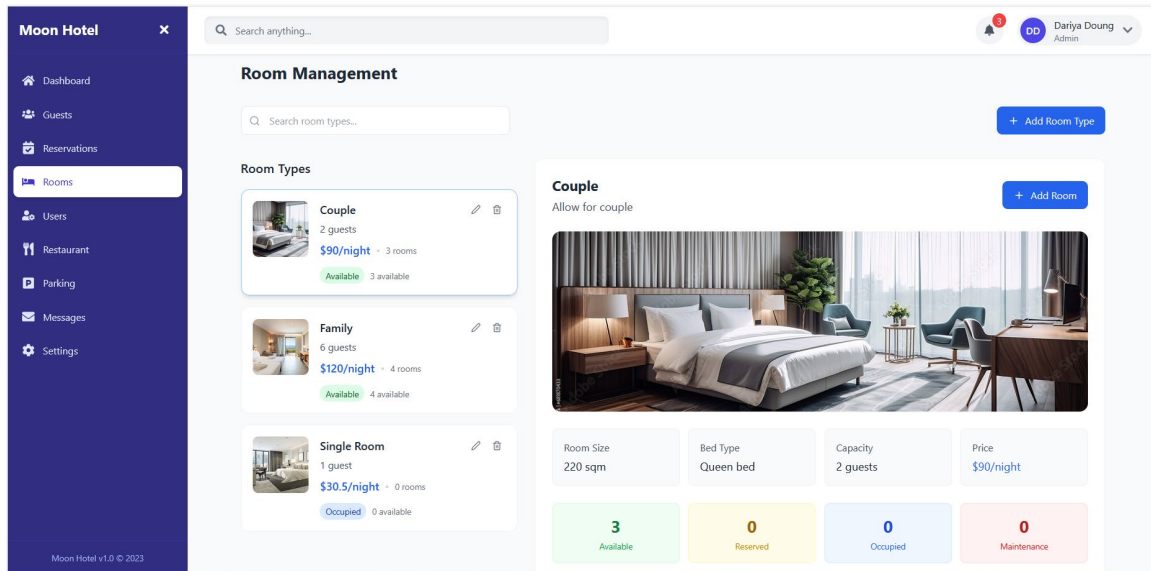 Moon Hotel
Dashboard
Guests
Reservations
Rooms
Users
Restaurant
Parking
Messages
Settings
Moon Hotel v1.0 © 2023
Search anything...
3
DD
Dariya Doung
Admin
Room Management
Search room types...
+ Add Room Type
Room Types
Couple
2 guests
$90/night • 3 rooms
Available 3 available
Family
6 guests
$120/night • 4 rooms
Available 4 available
Single Room
1 guest
$30.5/night • 0 rooms
Occupied 0 available
Couple
Allow for couple
+ Add Room
Room Size
220 sqm
Bed Type
Queen bed
Capacity
2 guests
Price
$90/night
3
Available
0
Reserved
0
Occupied
0
Maintenance